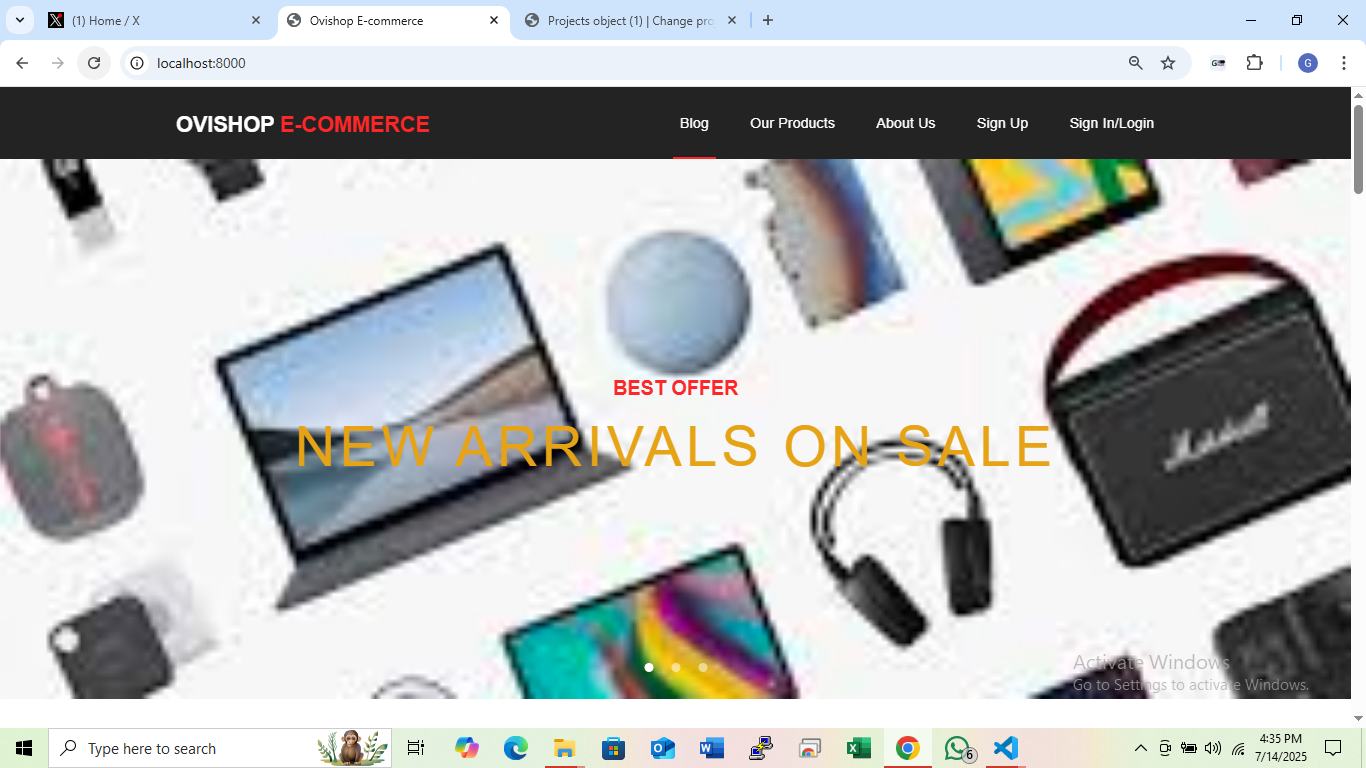 (1) Home / X
Ovishop E-commerce
Projects object (1) | Change pro
localhost:8000
G
OVISHOP E-COMMERCE
Blog
Our Products
About Us
Sign Up
Sign In/Login
BEST OFFER
NEW ARRIVALS ON SALE
Marshall
Activate Windows
Go to Settings to activate Windows.
Type here to search
6
4:35 PM
7/14/2025